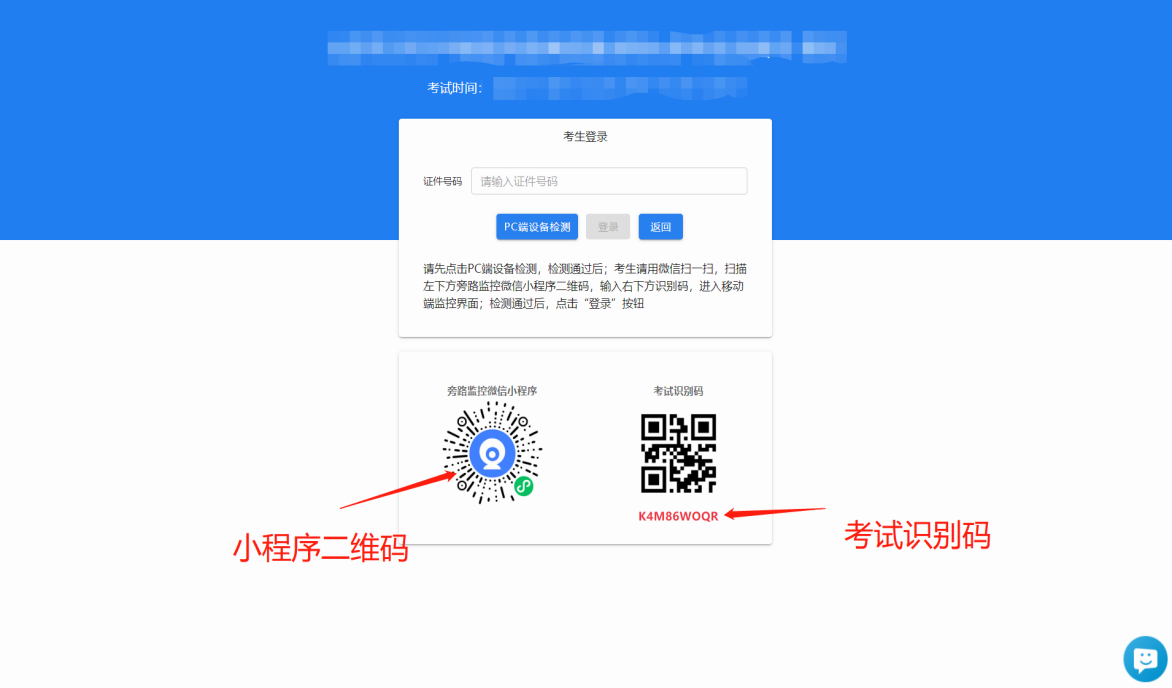 考试时间：
考生登录
证件号码 请输入证件号码
PC端设备检测 登录 返回
请先点击PC端设备检测，检测通过后；考生请用微信扫一扫，扫描
左下方旁路监控微信小程序二维码，输入右下方识别码，进入移动
端监控界面；检测通过后，点击“登录”按钮
旁路监控微信小程序 考试识别码
K4M86WOQR
小程序二维码
考试识别码